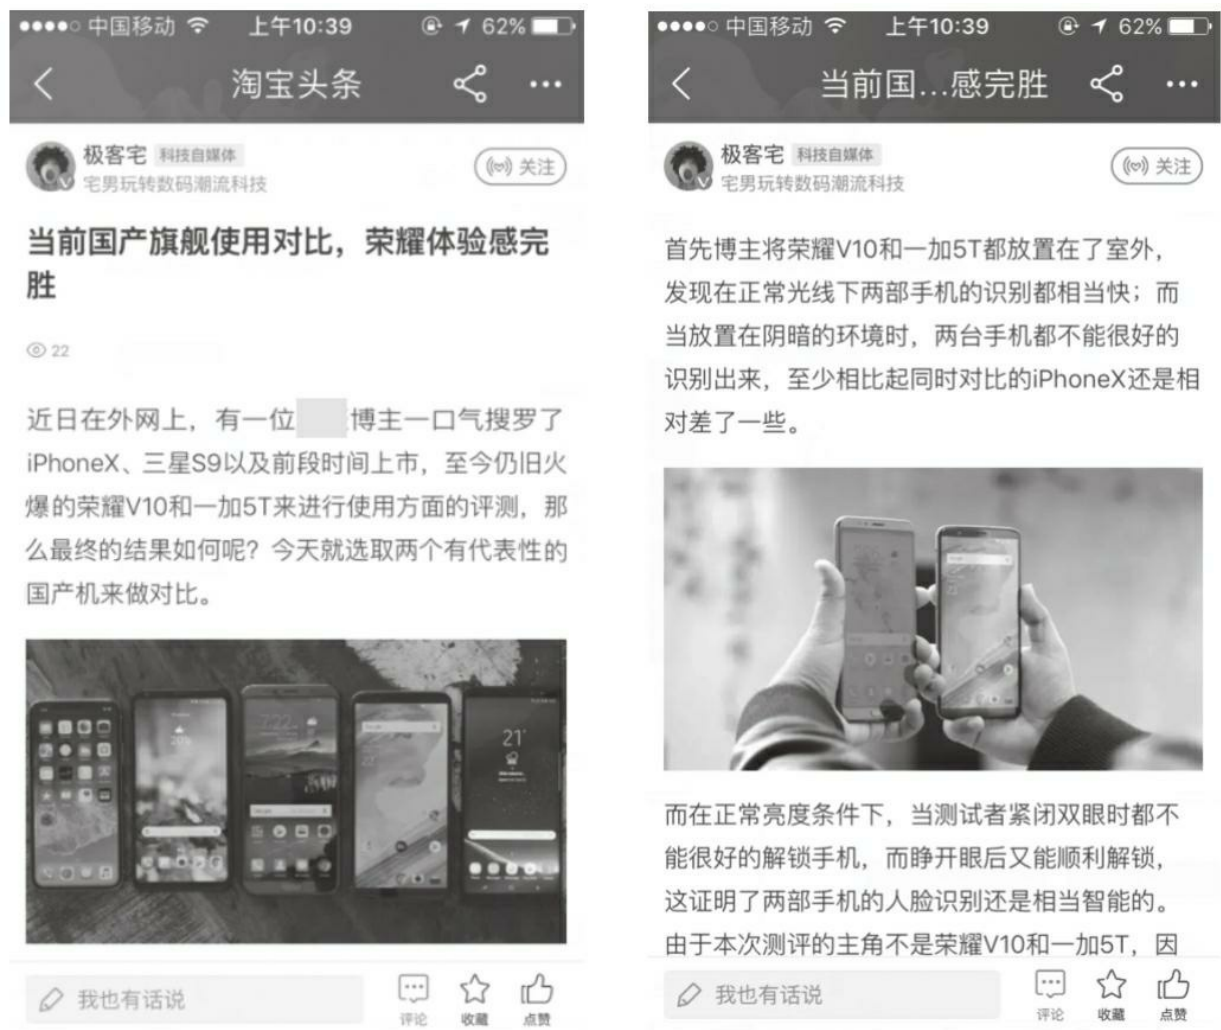 中国移动 上午10:39 62%
淘宝头条
极客宅 科技自媒体
宅男玩转数码潮流科技
关注
当前国产旗舰使用对比，荣耀体验感完
胜
22
近日在外网上，有一位 博主一口气搜罗了
iPhoneX、三星S9以及前段时间上市，至今仍旧火
爆的荣耀V10和一加5T来进行使用方面的评测，那
么最终的结果如何呢？今天就选取两个有代表性的
国产机来做对比。
21°
我也有话说
评论 收藏 点赞
中国移动 上午10:39 62%
当前国...感完胜
极客宅 科技自媒体
宅男玩转数码潮流科技
关注
首先博主将荣耀V10和一加5T都放置在了室外，
发现在正常光线下两部手机的识别都相当快；而
当放置在阴暗的环境时，两台手机都不能很好的
识别出来，至少相比起同时对比的iPhoneX还是相
对差了一些。
而在正常亮度条件下，当测试者紧闭双眼时都不
能很好的解锁手机，而睁开眼后又能顺利解锁，
这证明了两部手机的人脸识别还是相当智能的。
由于本次测评的主角不是荣耀V10和一加5T，因
我也有话说
评论 收藏 点赞